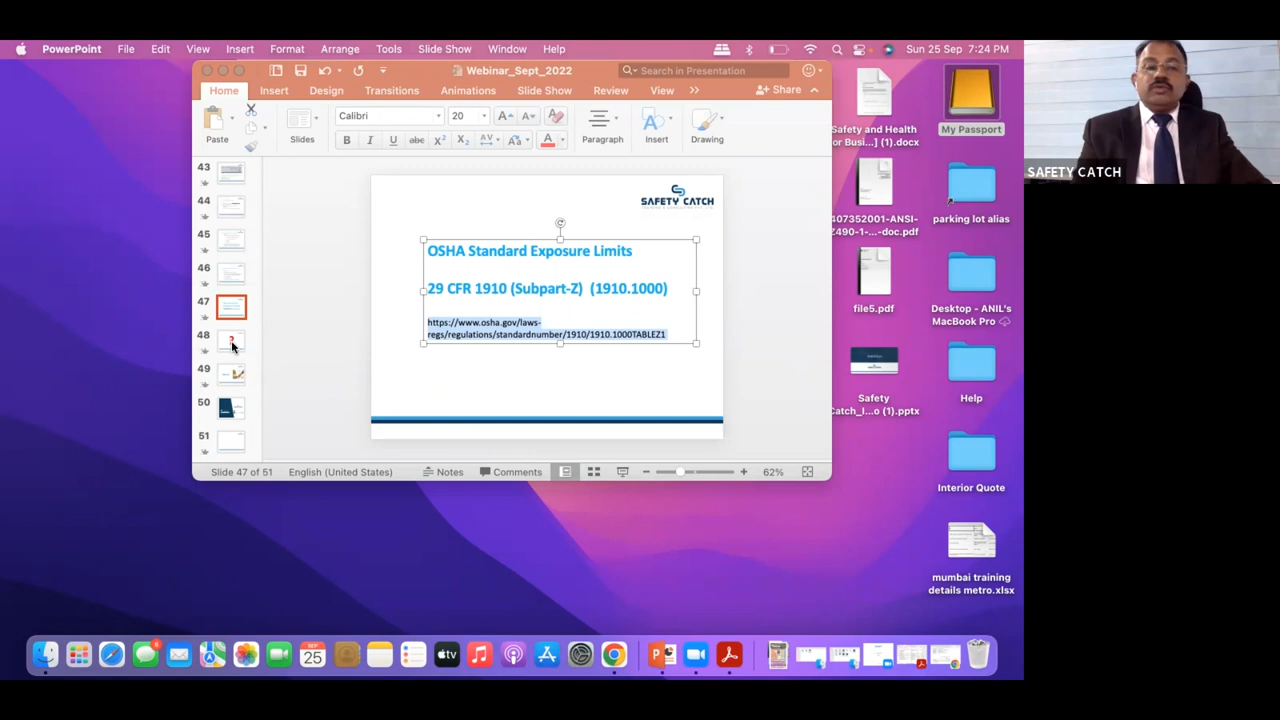 PowerPoint File Edit View Insert Format Arrange Tools Slide Show Window Help Sun 25 Sep 7:24 PM
Webinar_Sept_2022
Search in Presentation
Home Insert Design Transitions Animations Slide Show Review View Share
Paste
Slides
Calibri 20
Paragraph
Insert
Drawing
43
44
45
46
47
48
49
50
51
SAFETY CATCH
OSHA Standard Exposure Limits
29 CFR 1910 (Subpart-Z) (1910.1000)
https://www.osha.gov/laws-
regs/regulations/standardnumber/1910/1910.1000TABLEZ1
Slide 47 of 51 English (United States) Notes Comments 62%
Safety and Health
or Busi...] (1).docx
My Passport
407352001-ANSI-
Z490-1-...-doc.pdf
parking lot alias
file5.pdf
Desktop - ANIL's
MacBook Pro
Safety
Catch_I...o (1).pptx
Help
Interior Quote
mumbai training
details metro.xlsx
SEP
25
tv
SAFETY CATCH